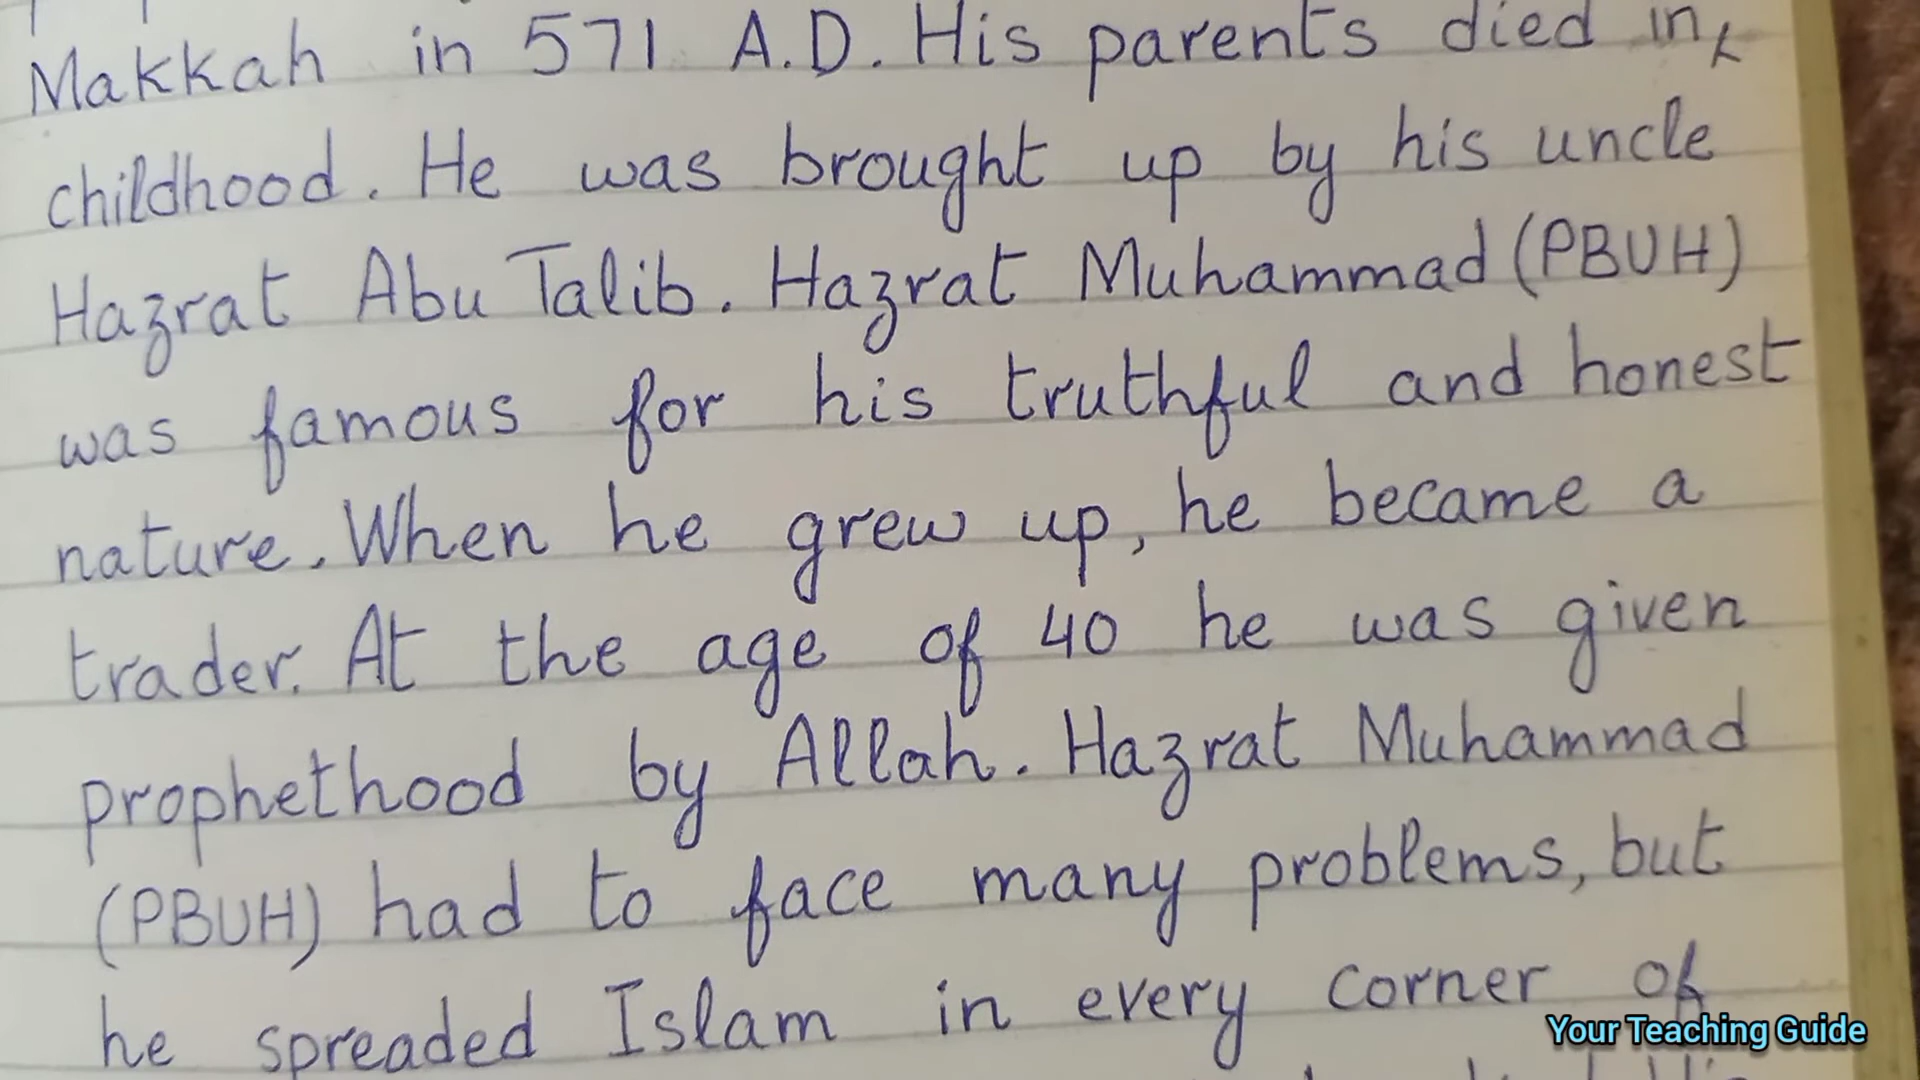 Makkah in 571 A.D. His parents died in
childhood. He was brought up by his uncle
Hazrat Abu Talib. Hazrat Muhammad (PBUH)
was famous for his truthful and honest
nature. When he grew up, he became a
trader. At the age of 40 he was given
prophethood by Allah. Hazrat Muhammad
(PBUH) had to face many problems, but
he spreaded Islam in every corner of
Your Teaching Guide